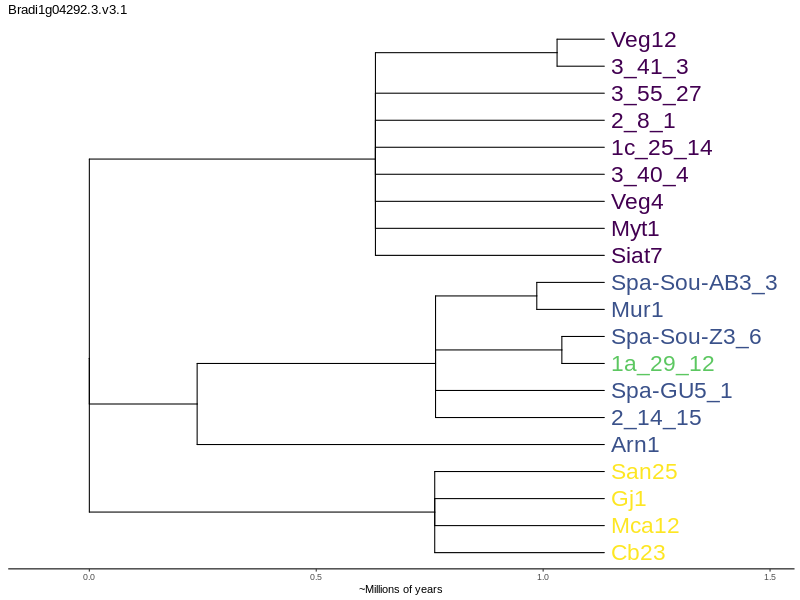 Bradi1g04292.3.v3.1
Veg12
3_41_3
3_55_27
2_8_1
1c_25_14
3_40_4
Veg4
Myt1
Siat7
Spa-Sou-AB3_3
Mur1
Spa-Sou-Z3_6
1a_29_12
Spa-GU5_1
2_14_15
Arn1
San25
Gj1
Mca12
Cb23
0.0 0.5 1.0 1.5
~Millions of years